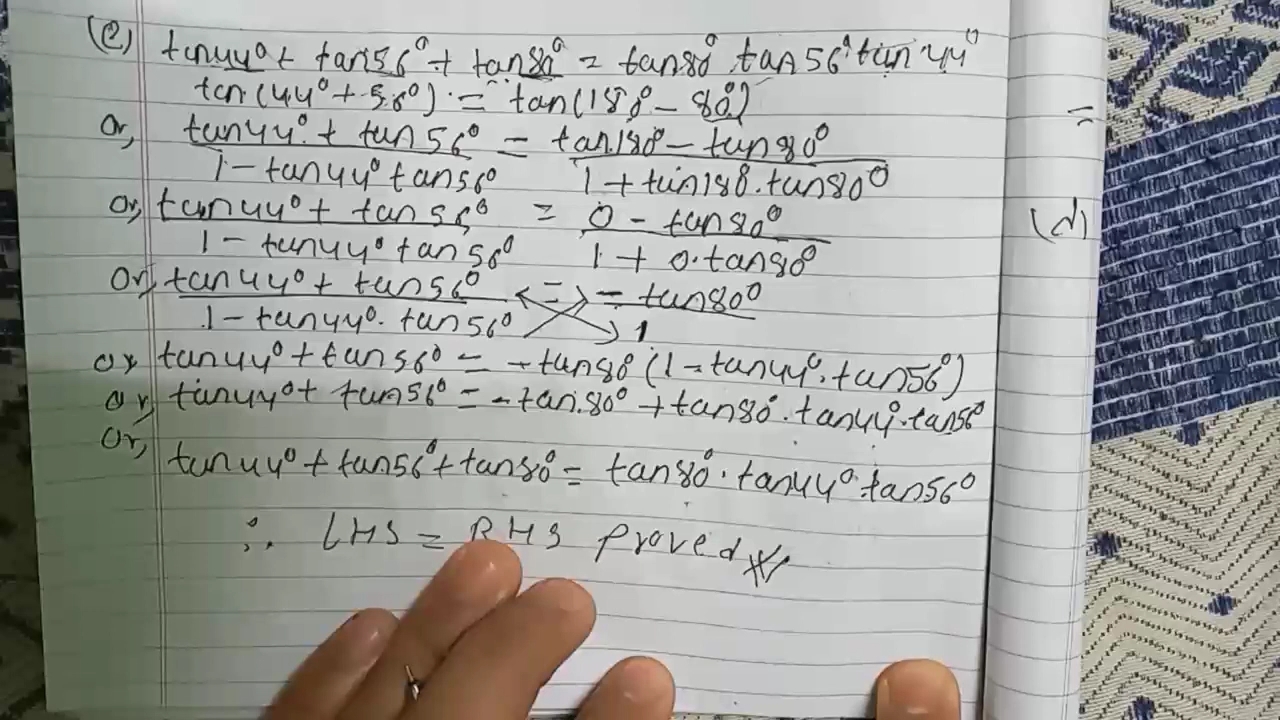 (e) tan44° + tan56° + tan80° = tan80°.tan56°tan44°
tan(44°+56°) = tan(180°-80°)
Or, tan44°+tan56° / 1-tan44°tan56° = tan180°-tan80° / 1+tan180.tan80°
Or, tan44°+tan56° / 1-tan44°tan56° = 0-tan80° / 1+0.tan80°
Or, tan44°+tan56° / 1-tan44°.tan56° = -tan80° / 1
or, tan44°+tan56° = -tan80°(1-tan44°.tan56°)
or, tan44°+tan56° = -tan80°+tan80°.tan44°.tan56°
Or, tan44°+tan56°+tan80° = tan80°.tan44°.tan56°
∴ LHS = RHS proved
=
(d)